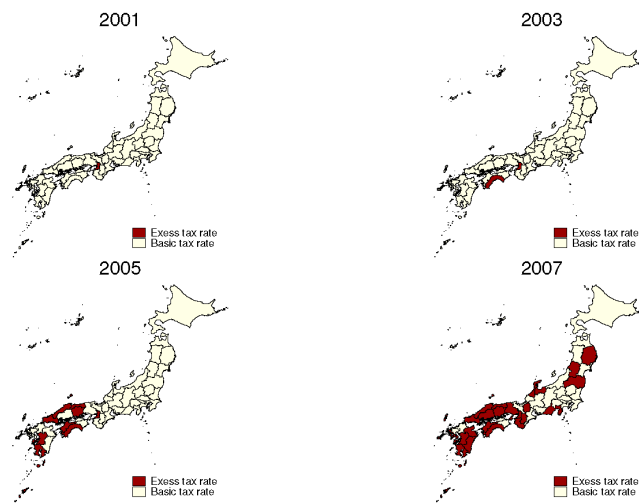 2001
2003
Exess tax rate
Basic tax rate
Exess tax rate
Basic tax rate
2005
2007
Exess tax rate
Basic tax rate
Exess tax rate
Basic tax rate